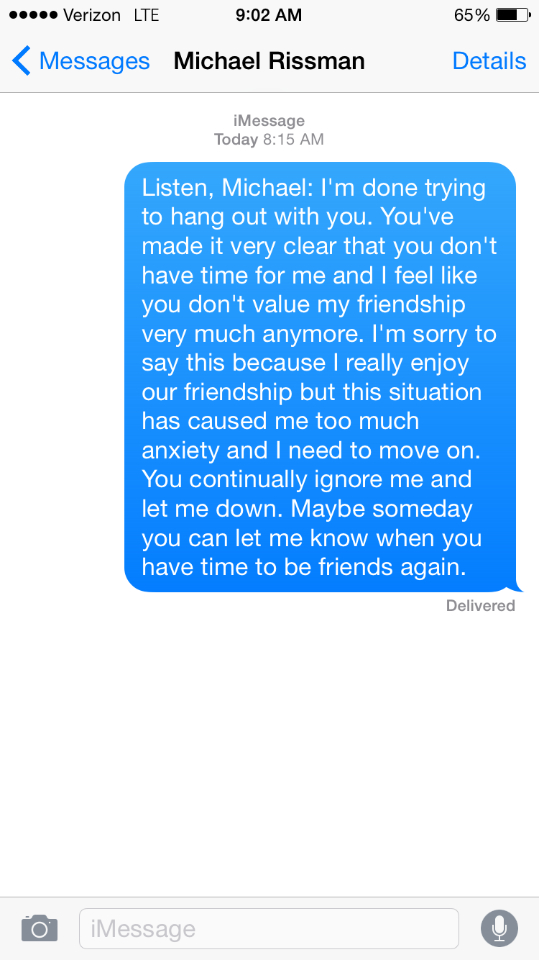 Verizon LTE 9:02 AM 65%
Messages Michael Rissman Details
iMessage
Today 8:15 AM
Listen, Michael: I'm done trying
to hang out with you. You've
made it very clear that you don't
have time for me and I feel like
you don't value my friendship
very much anymore. I'm sorry to
say this because I really enjoy
our friendship but this situation
has caused me too much
anxiety and I need to move on.
You continually ignore me and
let me down. Maybe someday
you can let me know when you
have time to be friends again.
Delivered
iMessage